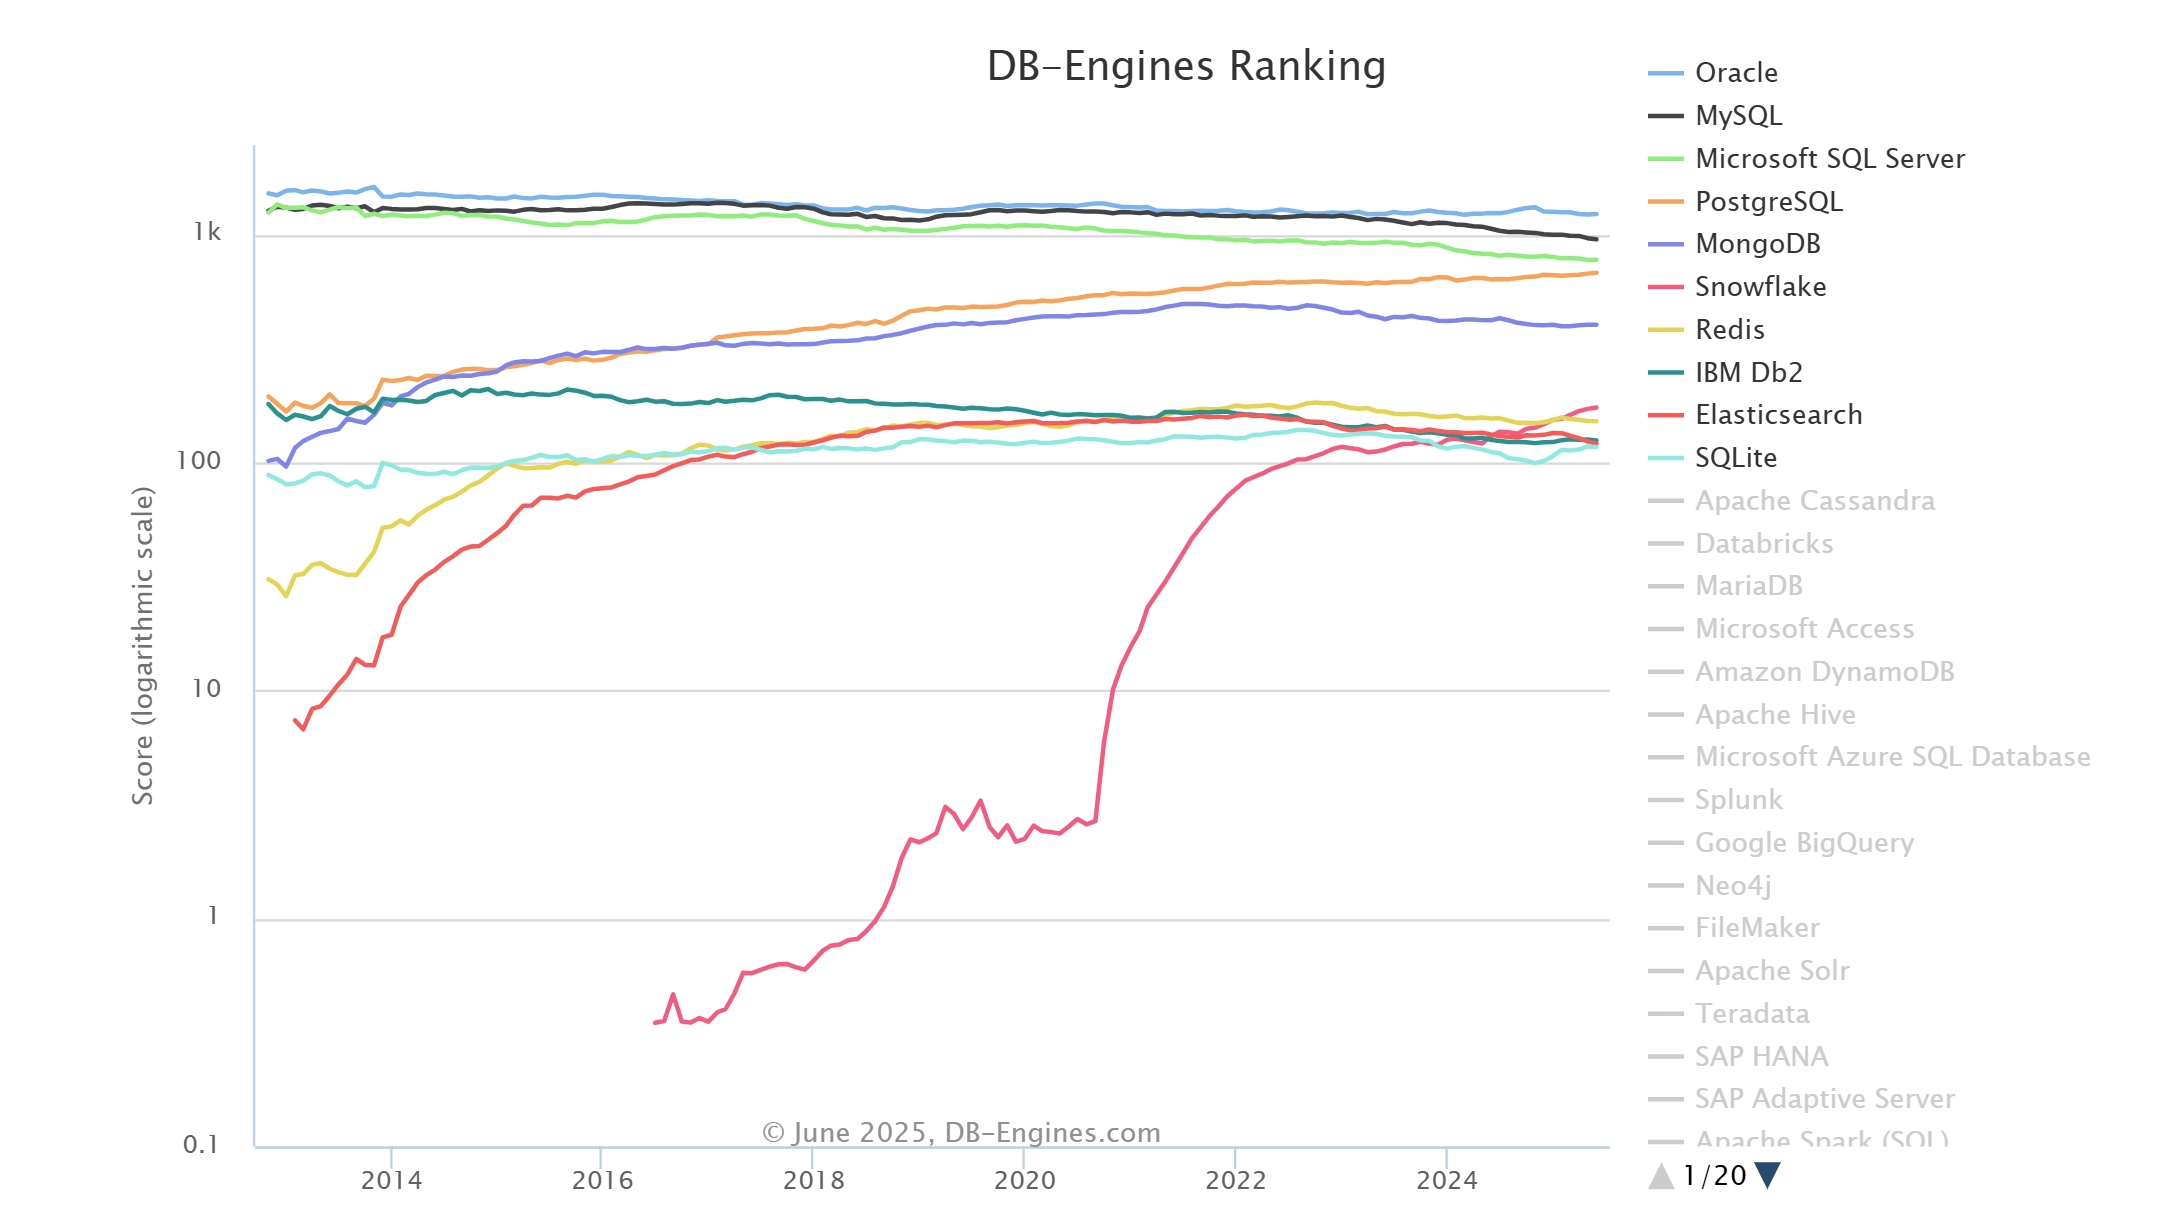 DB-Engines Ranking
Score (logarithmic scale)
1k
100
10
1
0.1
2014
2016
2018
2020
2022
2024
© June 2025, DB-Engines.com
Oracle
MySQL
Microsoft SQL Server
PostgreSQL
MongoDB
Snowflake
Redis
IBM Db2
Elasticsearch
SQLite
Apache Cassandra
Databricks
MariaDB
Microsoft Access
Amazon DynamoDB
Apache Hive
Microsoft Azure SQL Database
Splunk
Google BigQuery
Neo4j
FileMaker
Apache Solr
Teradata
SAP HANA
SAP Adaptive Server
Apache Spark (SQL)
1/20